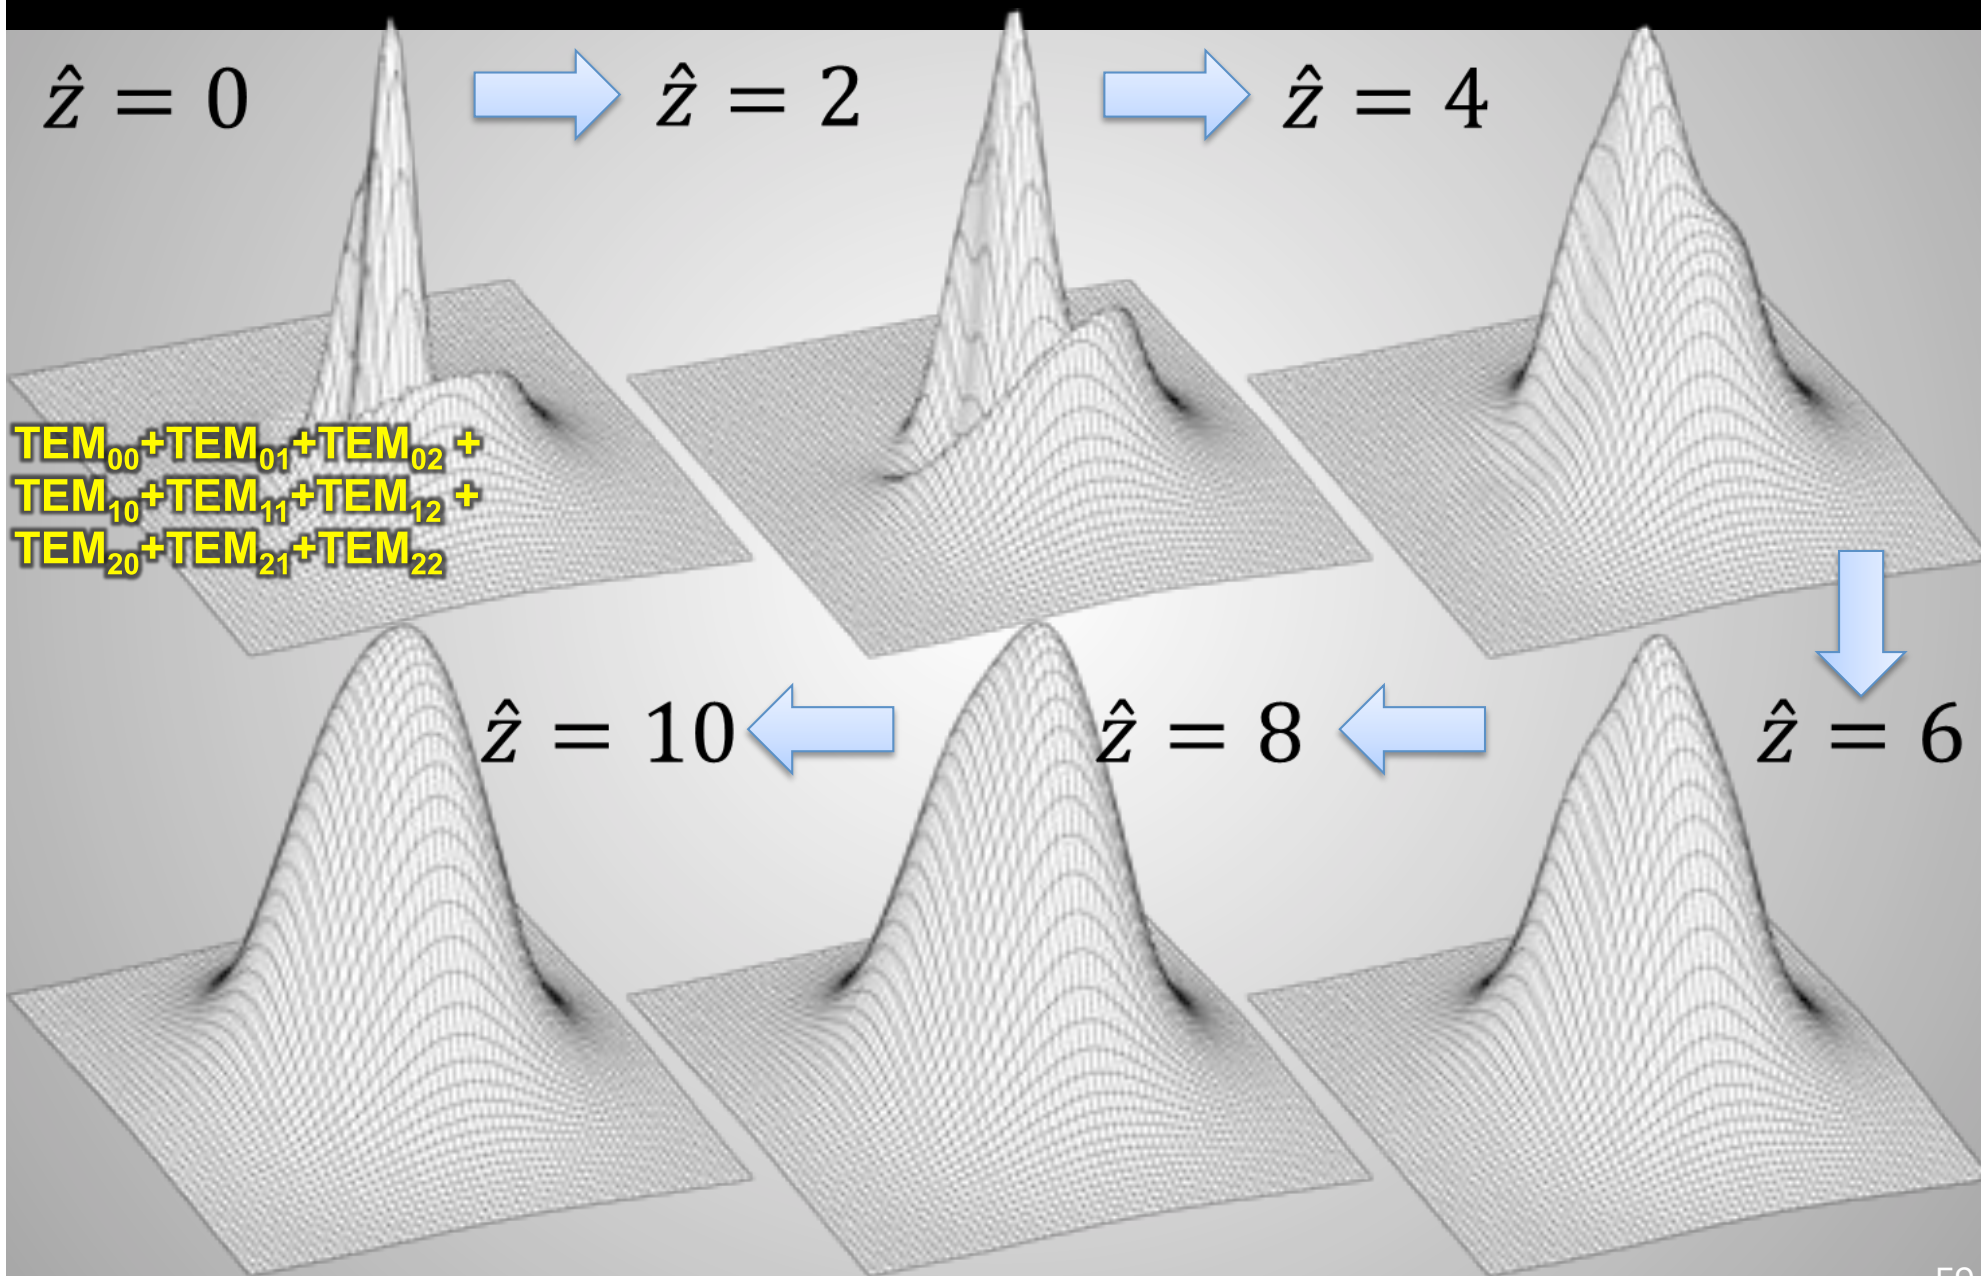 ẑ = 0
ẑ = 2
ẑ = 4
TEM₀₀+TEM₀₁+TEM₀₂ +
TEM₁₀+TEM₁₁+TEM₁₂ +
TEM₂₀+TEM₂₁+TEM₂₂
ẑ = 10
ẑ = 8
ẑ = 6